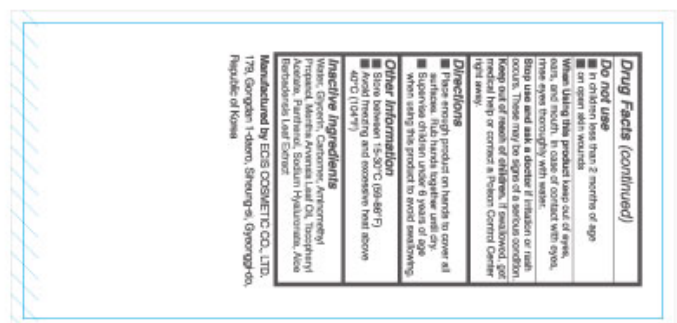 Drug Facts (continued)
Do not use
■ in children less than 2 months of age
■ on open skin wounds
When Using this product keep out of eyes,
ears, and mouth. In case of contact with eyes,
rinse eyes thoroughly with water.
Stop use and ask a doctor if irritation or rash
occurs. These may be signs of a serious condition.
Keep out of reach of children. If swallowed, get
medical help or contact a Poison Control Center
right away.
Directions
■ Place enough product on hands to cover all
surfaces. Rub hands together until dry.
■ Supervise children under 6 years of age
when using this product to avoid swallowing.
Other information
■ Store between 15-30°C (59-86°F)
■ Avoid freezing and excessive heat above
40°C (104°F)
Inactive ingredients
Water, Glycerin, Carbomer, Aminomethyl
Propanol, Mentha Arvensis Leaf Oil, Tocopheryl
Acetate, Panthenol, Sodium Hyaluronate, Aloe
Barbadensis Leaf Extract
Manufactured by ECIS COSMETIC CO., LTD.
179, Gongdan 1-daero, Siheung-si, Gyeonggi-do,
Republic of Korea